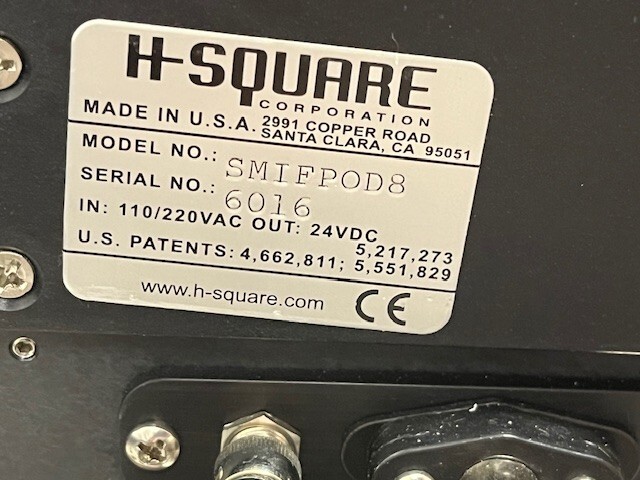 H-SQUARE
CORPORATION
MADE IN U.S.A. 2991 COPPER ROAD
SANTA CLARA, CA 95051
MODEL NO.: SMIFPOD8
SERIAL NO.: 6016
IN: 110/220VAC OUT: 24VDC
5,217,273
U.S. PATENTS: 4,662,811; 5,551,829
www.h-square.com CE